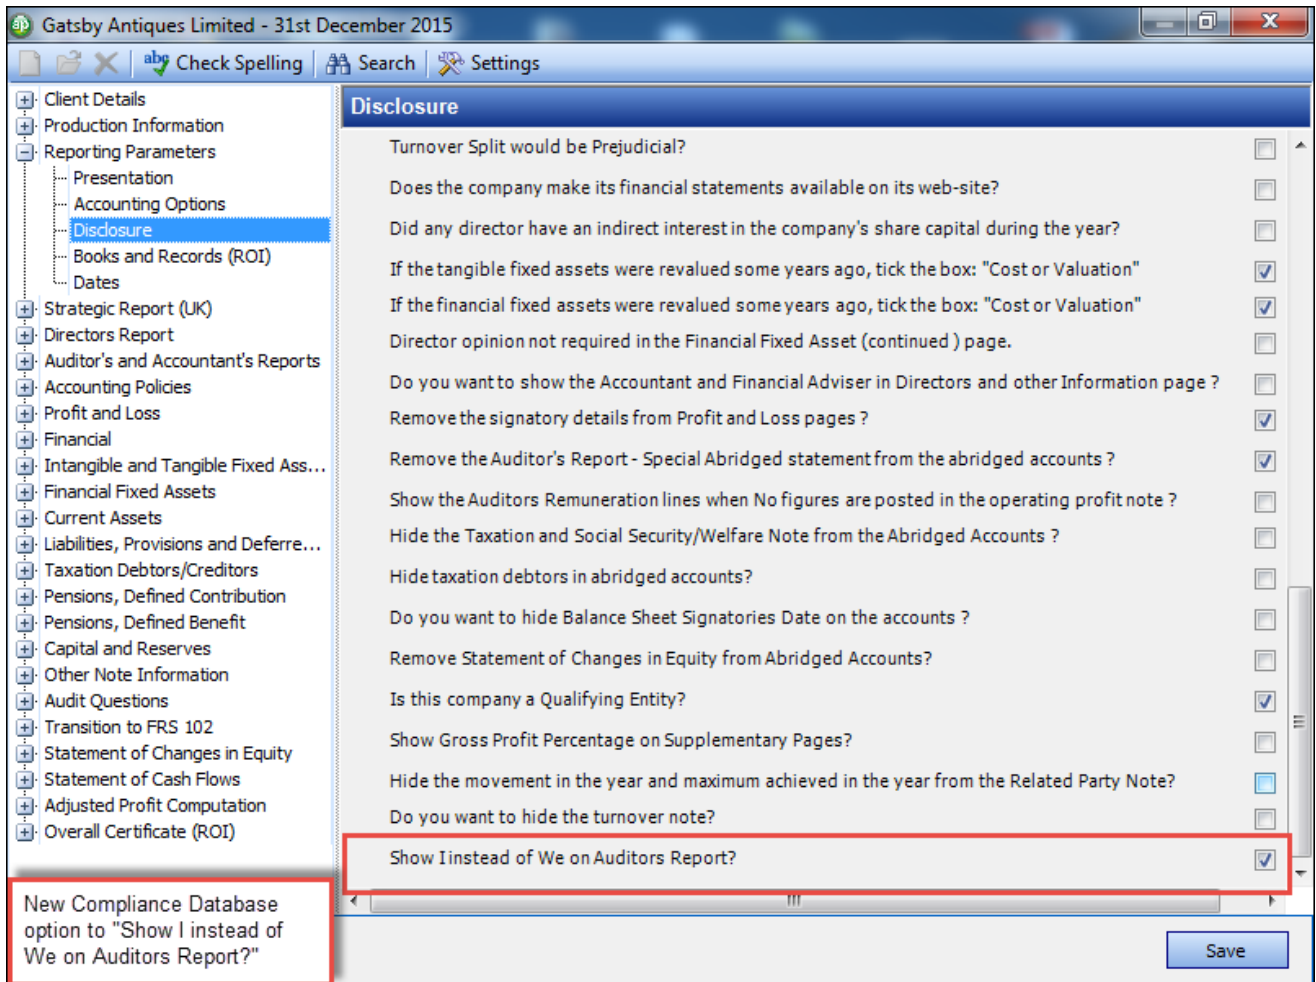 Gatsby Antiques Limited - 31st December 2015
Check Spelling
Search
Settings
Client Details
Production Information
Reporting Parameters
Presentation
Accounting Options
Disclosure
Books and Records (ROI)
Dates
Strategic Report (UK)
Directors Report
Auditor's and Accountant's Reports
Accounting Policies
Profit and Loss
Financial
Intangible and Tangible Fixed Ass...
Financial Fixed Assets
Current Assets
Liabilities, Provisions and Deferre...
Taxation Debtors/Creditors
Pensions, Defined Contribution
Pensions, Defined Benefit
Capital and Reserves
Other Note Information
Audit Questions
Transition to FRS 102
Statement of Changes in Equity
Statement of Cash Flows
Adjusted Profit Computation
Overall Certificate (ROI)
New Compliance Database
option to "Show I instead of
We on Auditors Report?"
Disclosure
Turnover Split would be Prejudicial?
Does the company make its financial statements available on its web-site?
Did any director have an indirect interest in the company's share capital during the year?
If the tangible fixed assets were revalued some years ago, tick the box: "Cost or Valuation"
If the financial fixed assets were revalued some years ago, tick the box: "Cost or Valuation"
Director opinion not required in the Financial Fixed Asset (continued ) page.
Do you want to show the Accountant and Financial Adviser in Directors and other Information page ?
Remove the signatory details from Profit and Loss pages ?
Remove the Auditor's Report - Special Abridged statement from the abridged accounts ?
Show the Auditors Remuneration lines when No figures are posted in the operating profit note ?
Hide the Taxation and Social Security/Welfare Note from the Abridged Accounts ?
Hide taxation debtors in abridged accounts?
Do you want to hide Balance Sheet Signatories Date on the accounts ?
Remove Statement of Changes in Equity from Abridged Accounts?
Is this company a Qualifying Entity?
Show Gross Profit Percentage on Supplementary Pages?
Hide the movement in the year and maximum achieved in the year from the Related Party Note?
Do you want to hide the turnover note?
Show I instead of We on Auditors Report?
Save